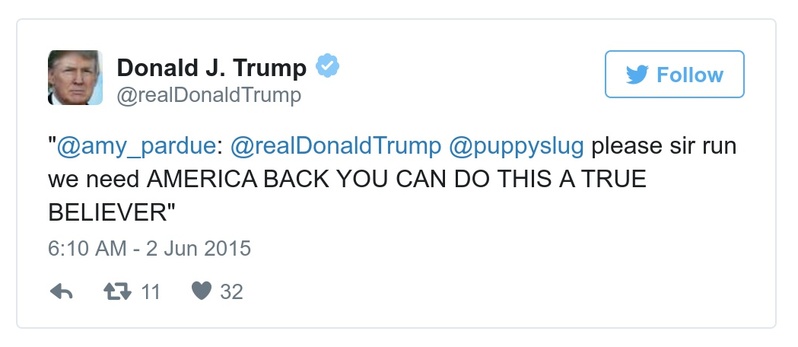 Donald J. Trump
@realDonaldTrump
Follow
"@amy_pardue: @realDonaldTrump @puppyslug please sir run
we need AMERICA BACK YOU CAN DO THIS A TRUE
BELIEVER"
6:10 AM - 2 Jun 2015
11 32